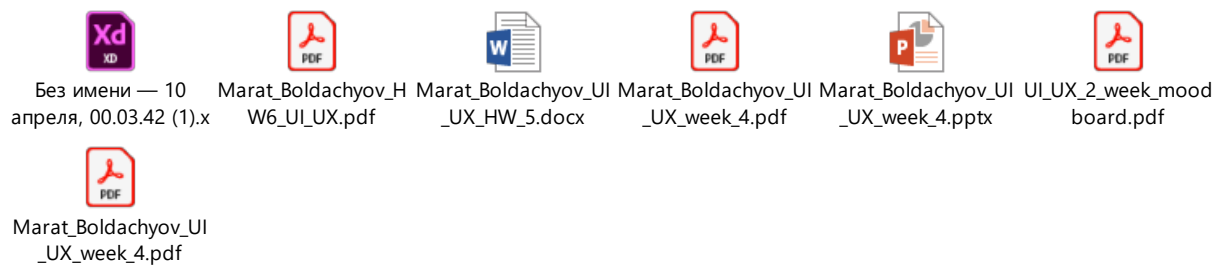 Xd
XD
PDF
W
PDF
P
PDF
Без имени — 10 Marat_Boldachyov_H Marat_Boldachyov_UI Marat_Boldachyov_UI Marat_Boldachyov_UI UI_UX_2_week_mood
апреля, 00.03.42 (1).x W6_UI_UX.pdf _UX_HW_5.docx _UX_week_4.pdf _UX_week_4.pptx board.pdf
PDF
Marat_Boldachyov_UI
_UX_week_4.pdf